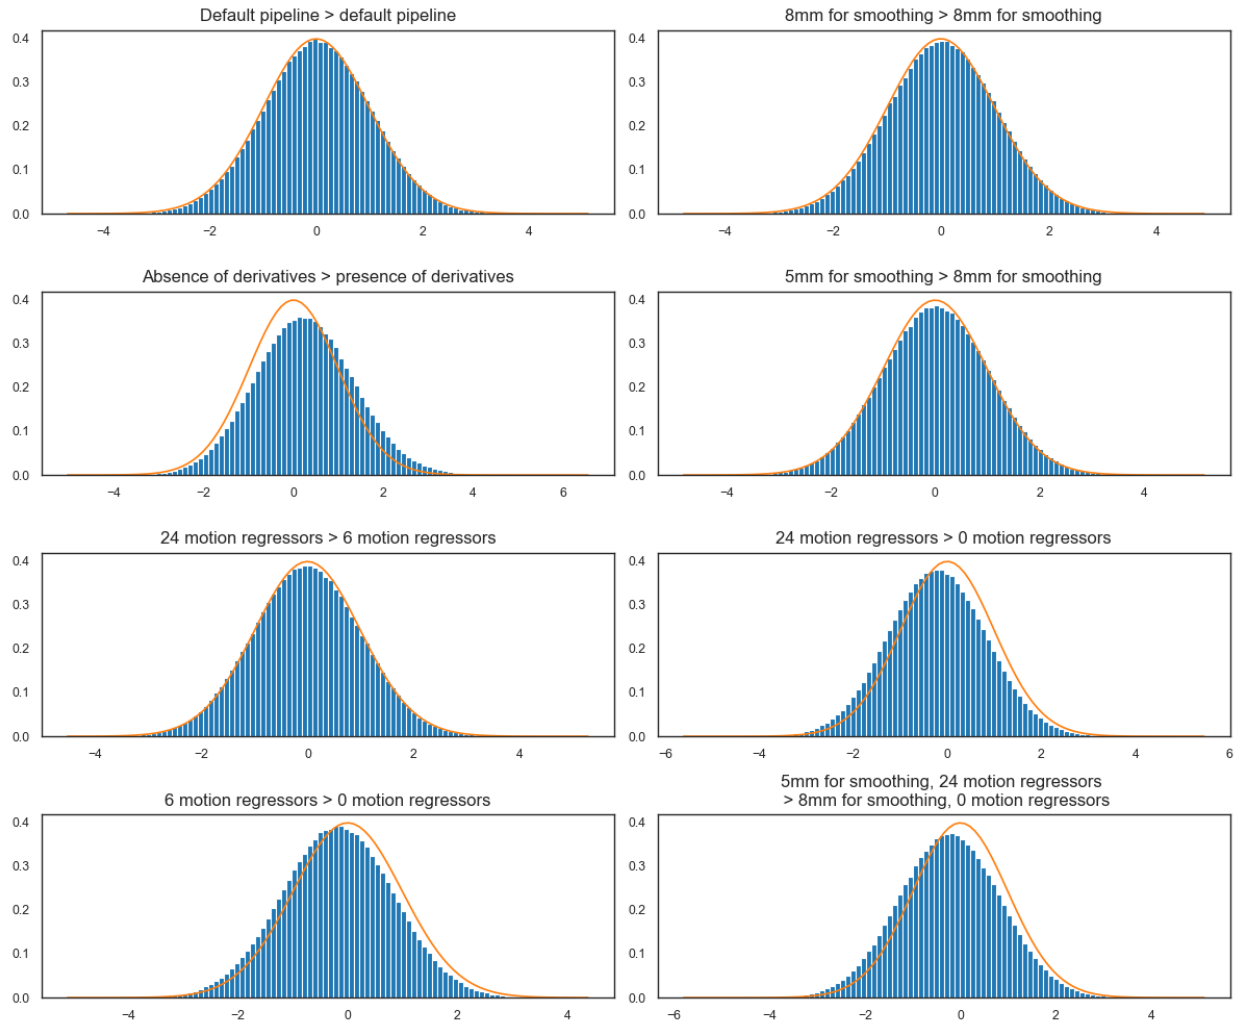 Default pipeline > default pipeline
0.4
0.3
0.2
0.1
0.0
−4 −2 0 2 4
8mm for smoothing > 8mm for smoothing
0.4
0.3
0.2
0.1
0.0
−4 −2 0 2 4
Absence of derivatives > presence of derivatives
0.4
0.3
0.2
0.1
0.0
−4 −2 0 2 4 6
5mm for smoothing > 8mm for smoothing
0.4
0.3
0.2
0.1
0.0
−4 −2 0 2 4
24 motion regressors > 6 motion regressors
0.4
0.3
0.2
0.1
0.0
−4 −2 0 2 4
24 motion regressors > 0 motion regressors
0.4
0.3
0.2
0.1
0.0
−6 −4 −2 0 2 4 6
6 motion regressors > 0 motion regressors
0.4
0.3
0.2
0.1
0.0
−4 −2 0 2 4
5mm for smoothing, 24 motion regressors
> 8mm for smoothing, 0 motion regressors
0.4
0.3
0.2
0.1
0.0
−6 −4 −2 0 2 4